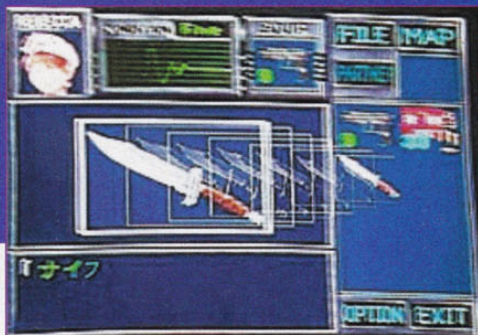 REBECCA
CONDITION Fine
EQUIP
FILE MAP
PARTNER
ナイフ
OPTION EXIT